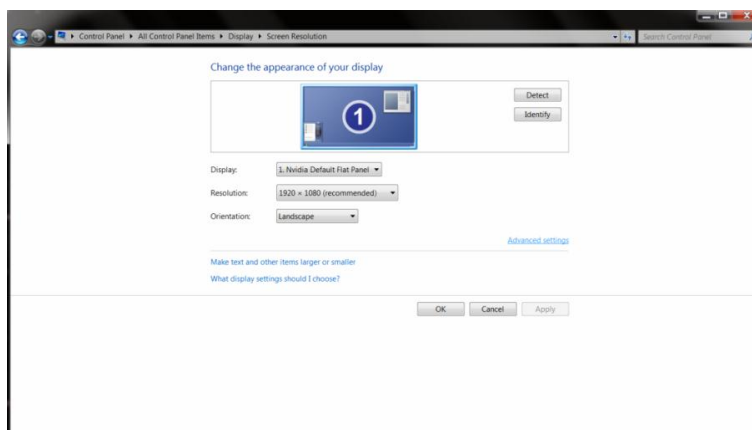 Control Panel ▸ All Control Panel Items ▸ Display ▸ Screen Resolution
Search Control Panel
Change the appearance of your display
1
Detect
Identify
Display: 1. Nvidia Default Flat Panel
Resolution: 1920 × 1080 (recommended)
Orientation: Landscape
Advanced settings
Make text and other items larger or smaller
What display settings should I choose?
OK Cancel Apply